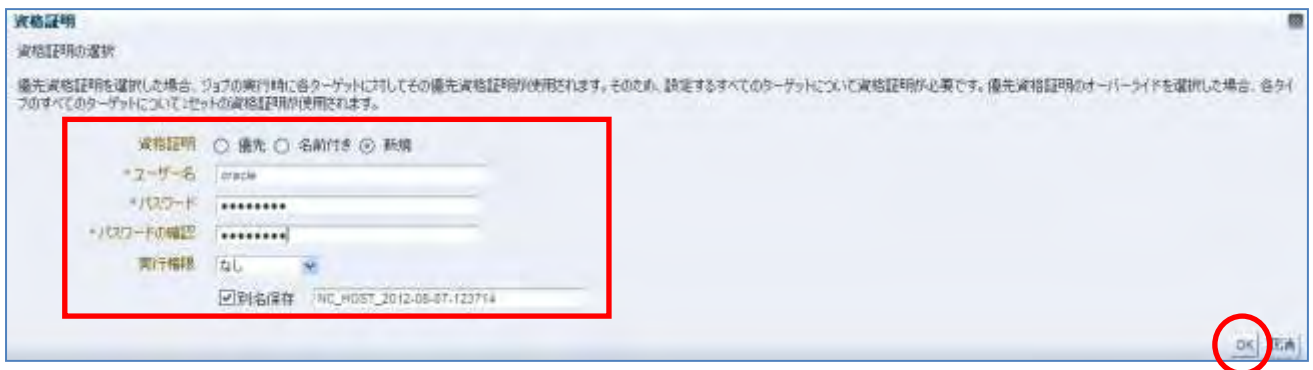 資格証明
資格証明の選択
優先資格証明を選択した場合、ジョブの実行時に各ターゲットに対してその優先資格証明が使用されます。そのため、設定するすべてのターゲットについて資格証明が必要です。優先資格証明のオーバーライドを選択した場合、各タイ
プのすべてのターゲットについて1セットの資格証明が使用されます。
資格証明 優先 名前付き 新規
* ユーザー名 oracle
* パスワード ••••••••
* パスワードの確認 ••••••••
実行権限 なし
別名保存 NC_HOST_2012-08-07-123714
OK 取消